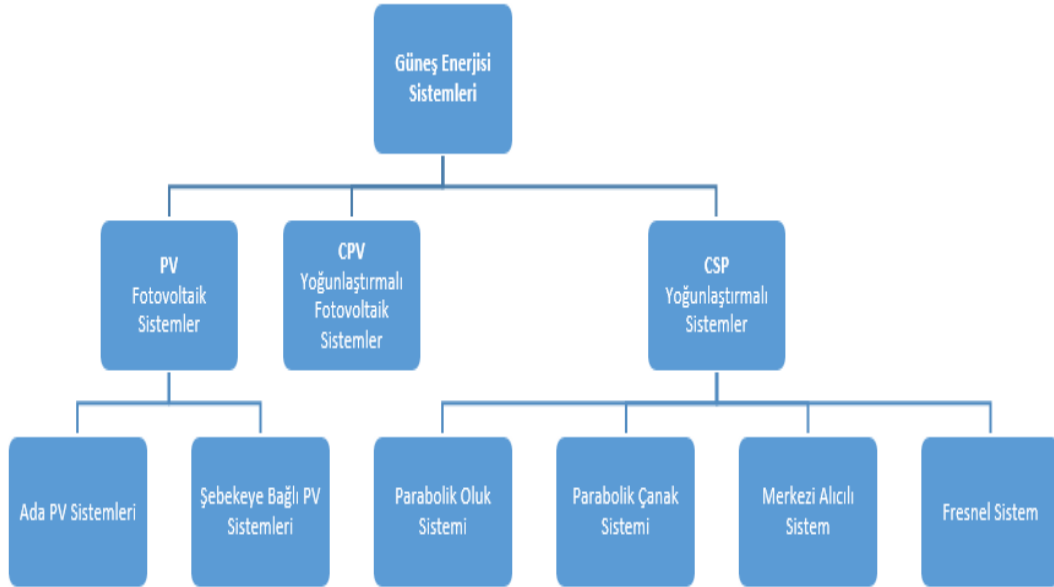 Güneş Enerjisi
Sistemleri
PV
Fotovoltaik
Sistemler
CPV
Yoğunlaştırmalı
Fotovoltaik
Sistemler
CSP
Yoğunlaştırmalı
Sistemler
Ada PV Sistemleri
Şebekeye Bağlı PV
Sistemleri
Parabolik Oluk
Sistemi
Parabolik Çanak
Sistemi
Merkezi Alıcılı
Sistem
Fresnel Sistem